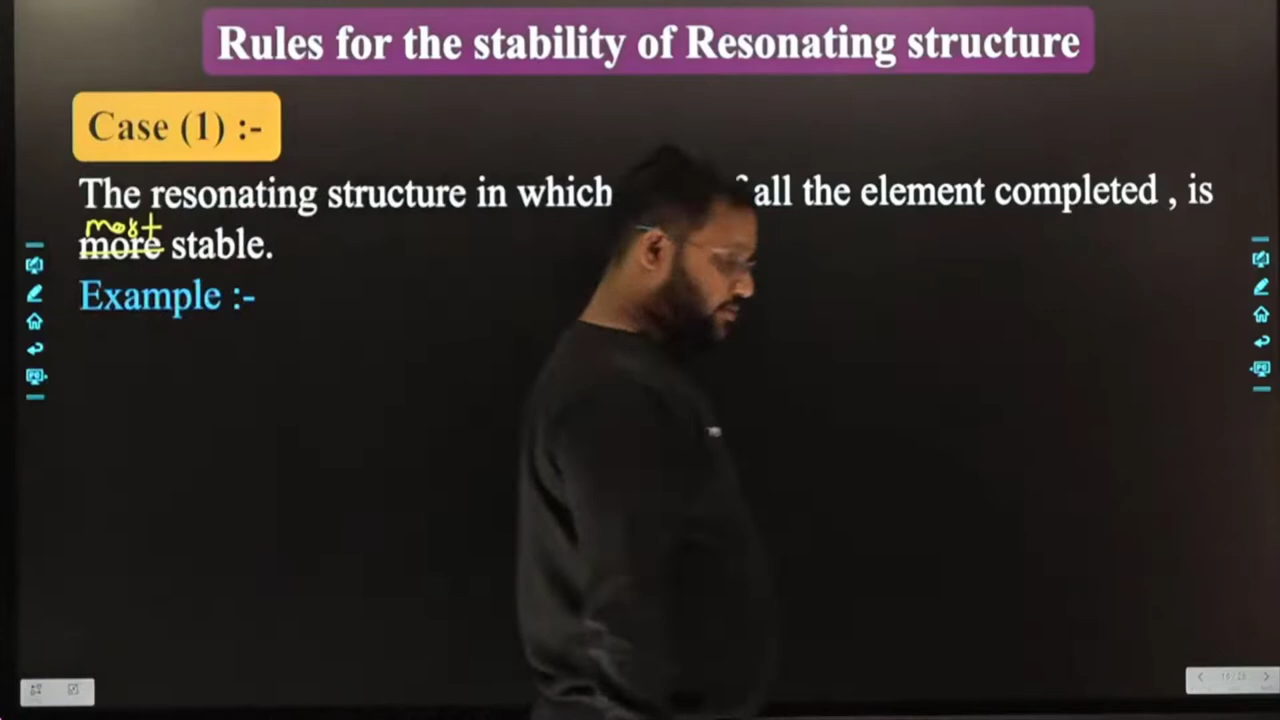 Rules for the stability of Resonating structure
Case (1) :-
The resonating structure in which all the element completed , is
most
more stable.
Example :-